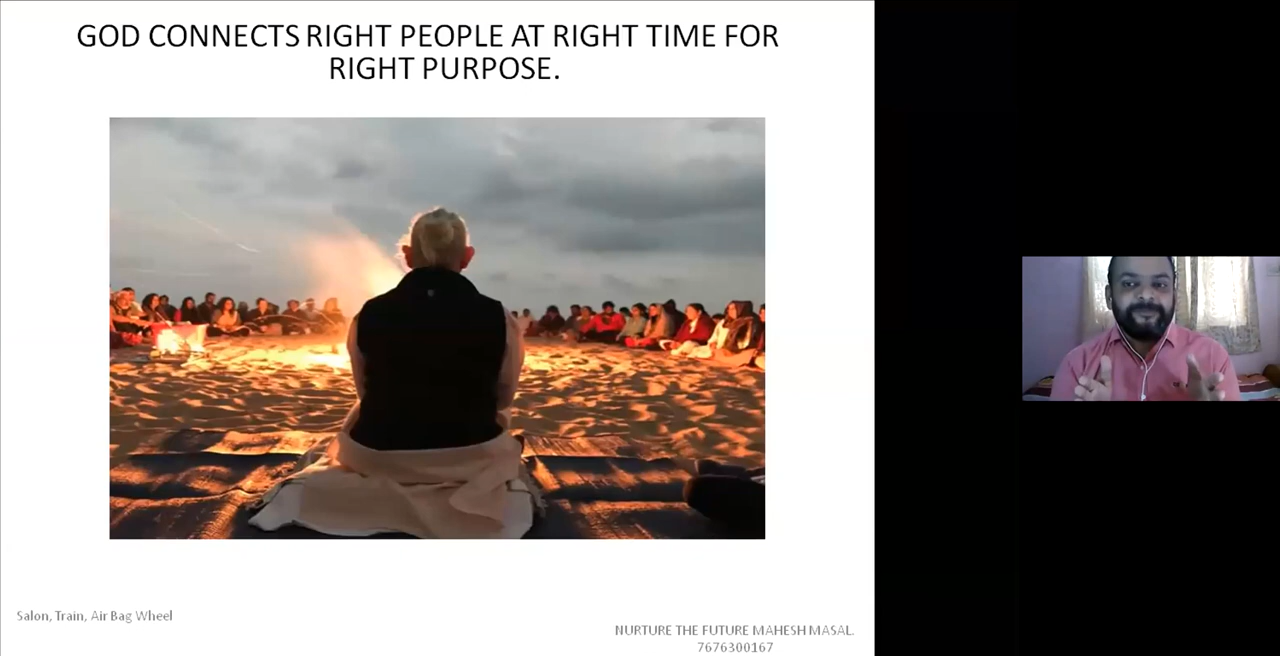 GOD CONNECTS RIGHT PEOPLE AT RIGHT TIME FOR
RIGHT PURPOSE.
Salon, Train, Air Bag Wheel
NURTURE THE FUTURE MAHESH MASAL.
7676300167